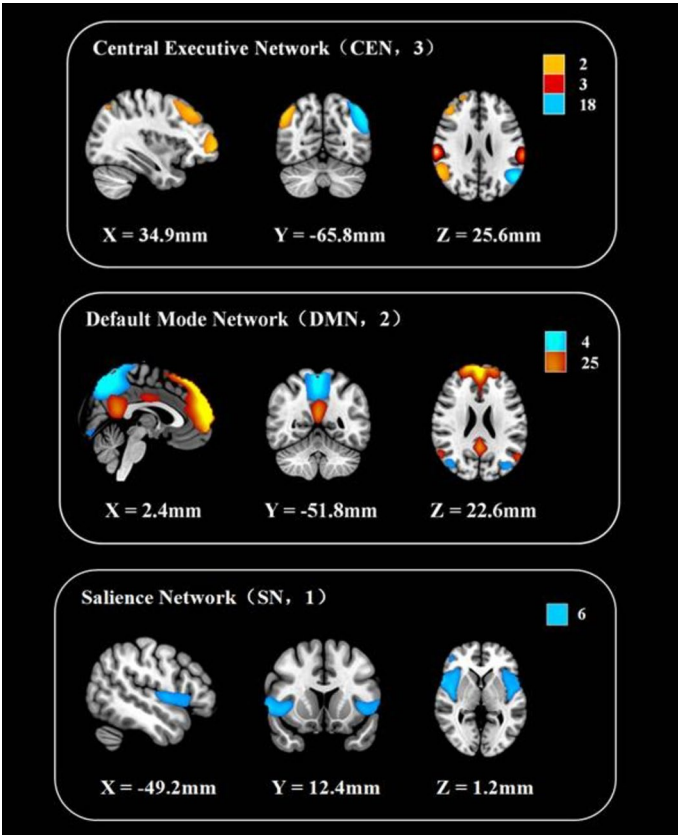 Central Executive Network（CEN，3）
2
3
18
X = 34.9mm
Y = -65.8mm
Z = 25.6mm
Default Mode Network（DMN，2）
4
25
X = 2.4mm
Y = -51.8mm
Z = 22.6mm
Salience Network（SN，1）
6
X = -49.2mm
Y = 12.4mm
Z = 1.2mm